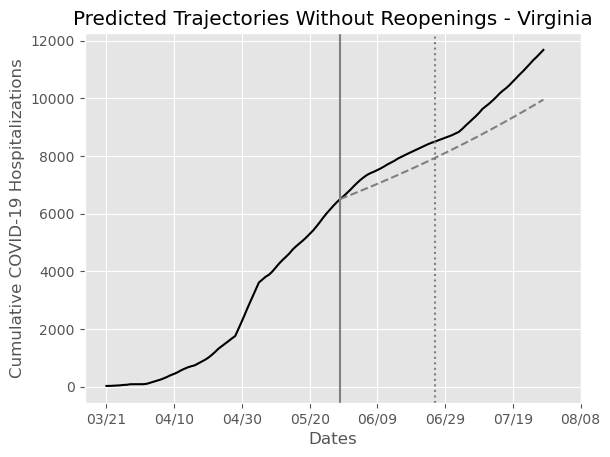 Predicted Trajectories Without Reopenings - Virginia
Cumulative COVID-19 Hospitalizations
12000
10000
8000
6000
4000
2000
0
03/21 04/10 04/30 05/20 06/09 06/29 07/19 08/08
Dates